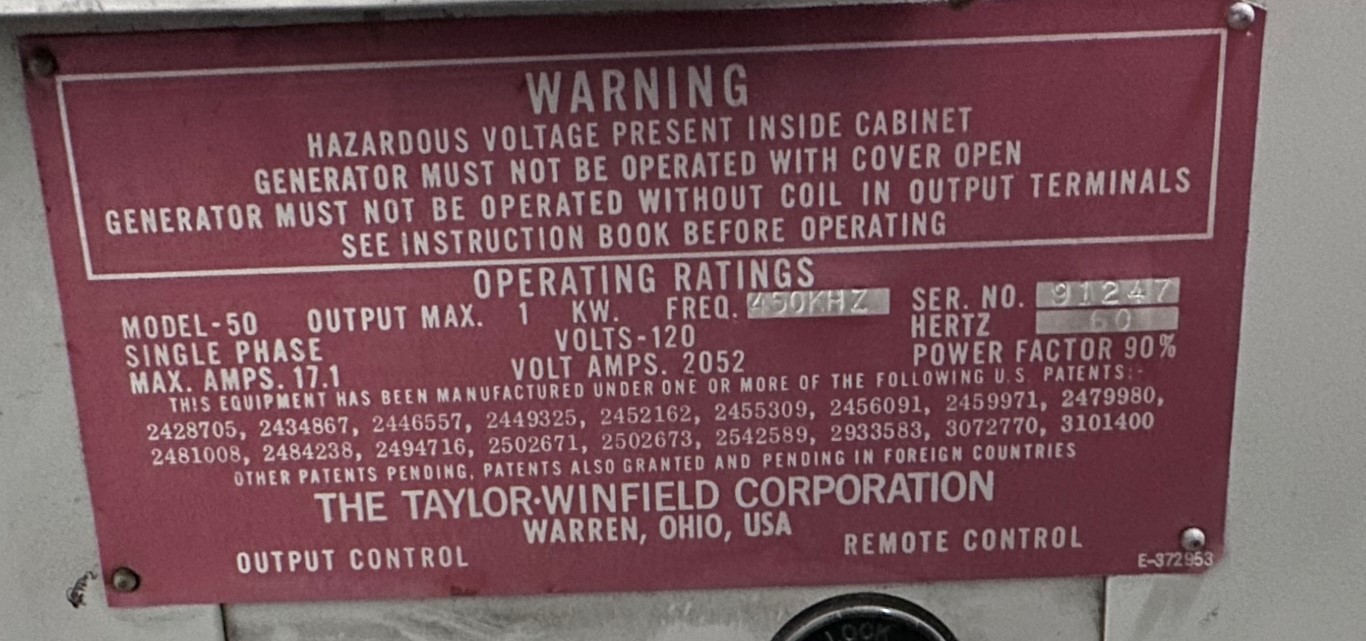 WARNING
HAZARDOUS VOLTAGE PRESENT INSIDE CABINET
GENERATOR MUST NOT BE OPERATED WITH COVER OPEN
GENERATOR MUST NOT BE OPERATED WITHOUT COIL IN OUTPUT TERMINALS
SEE INSTRUCTION BOOK BEFORE OPERATING
OPERATING RATINGS
MODEL-50 OUTPUT MAX. 1 KW. FREQ. 450KHZ SER. NO. 91247
SINGLE PHASE VOLTS-120 HERTZ 60
MAX. AMPS. 17.1 VOLT AMPS. 2052 POWER FACTOR 90%
THIS EQUIPMENT HAS BEEN MANUFACTURED UNDER ONE OR MORE OF THE FOLLOWING U.S. PATENTS:-
2428705, 2434867, 2446557, 2449325, 2452162, 2455309, 2456091, 2459971, 2479980,
2481008, 2484238, 2494716, 2502671, 2502673, 2542589, 2933583, 3072770, 3101400
OTHER PATENTS PENDING, PATENTS ALSO GRANTED AND PENDING IN FOREIGN COUNTRIES
THE TAYLOR-WINFIELD CORPORATION
WARREN, OHIO, USA
OUTPUT CONTROL REMOTE CONTROL
E-372953
LOCK